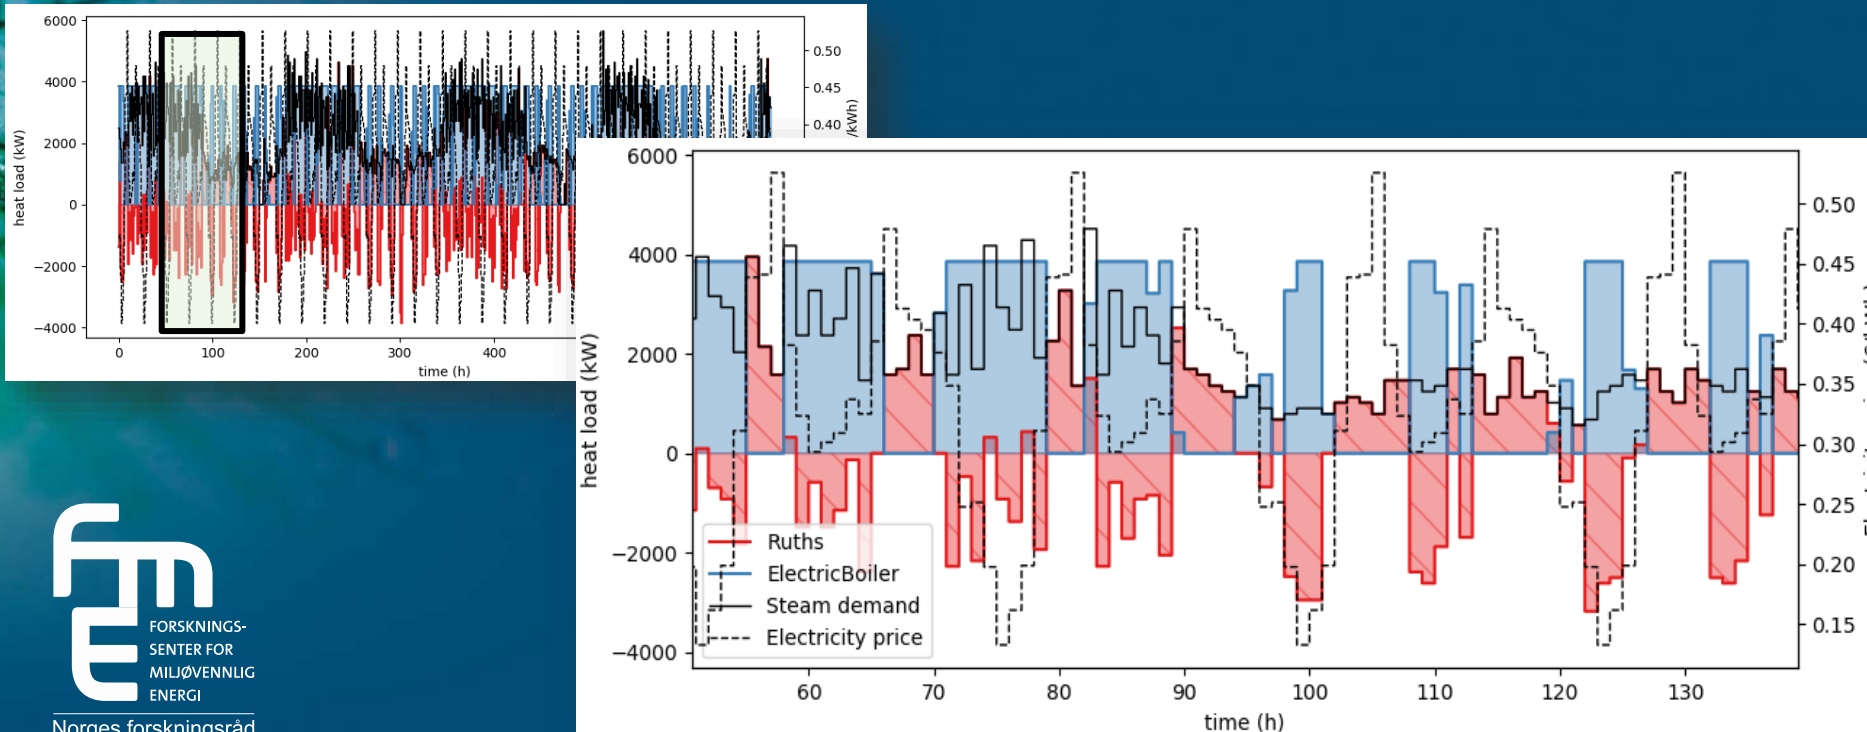 6000
4000
2000
0
−2000
−4000
heat load (kW)
0
100
200
300
400
time (h)
0.50
0.45
0.40
/kWh)
6000
4000
2000
0
−2000
−4000
heat load (kW)
60
70
80
90
100
110
120
130
time (h)
0.50
0.45
0.40
0.35
0.30
0.25
0.20
0.15
Ruths
ElectricBoiler
Steam demand
Electricity price
FME
FORSKNINGS-
SENTER FOR
MILJØVENNLIG
ENERGI
Norges forskningsråd